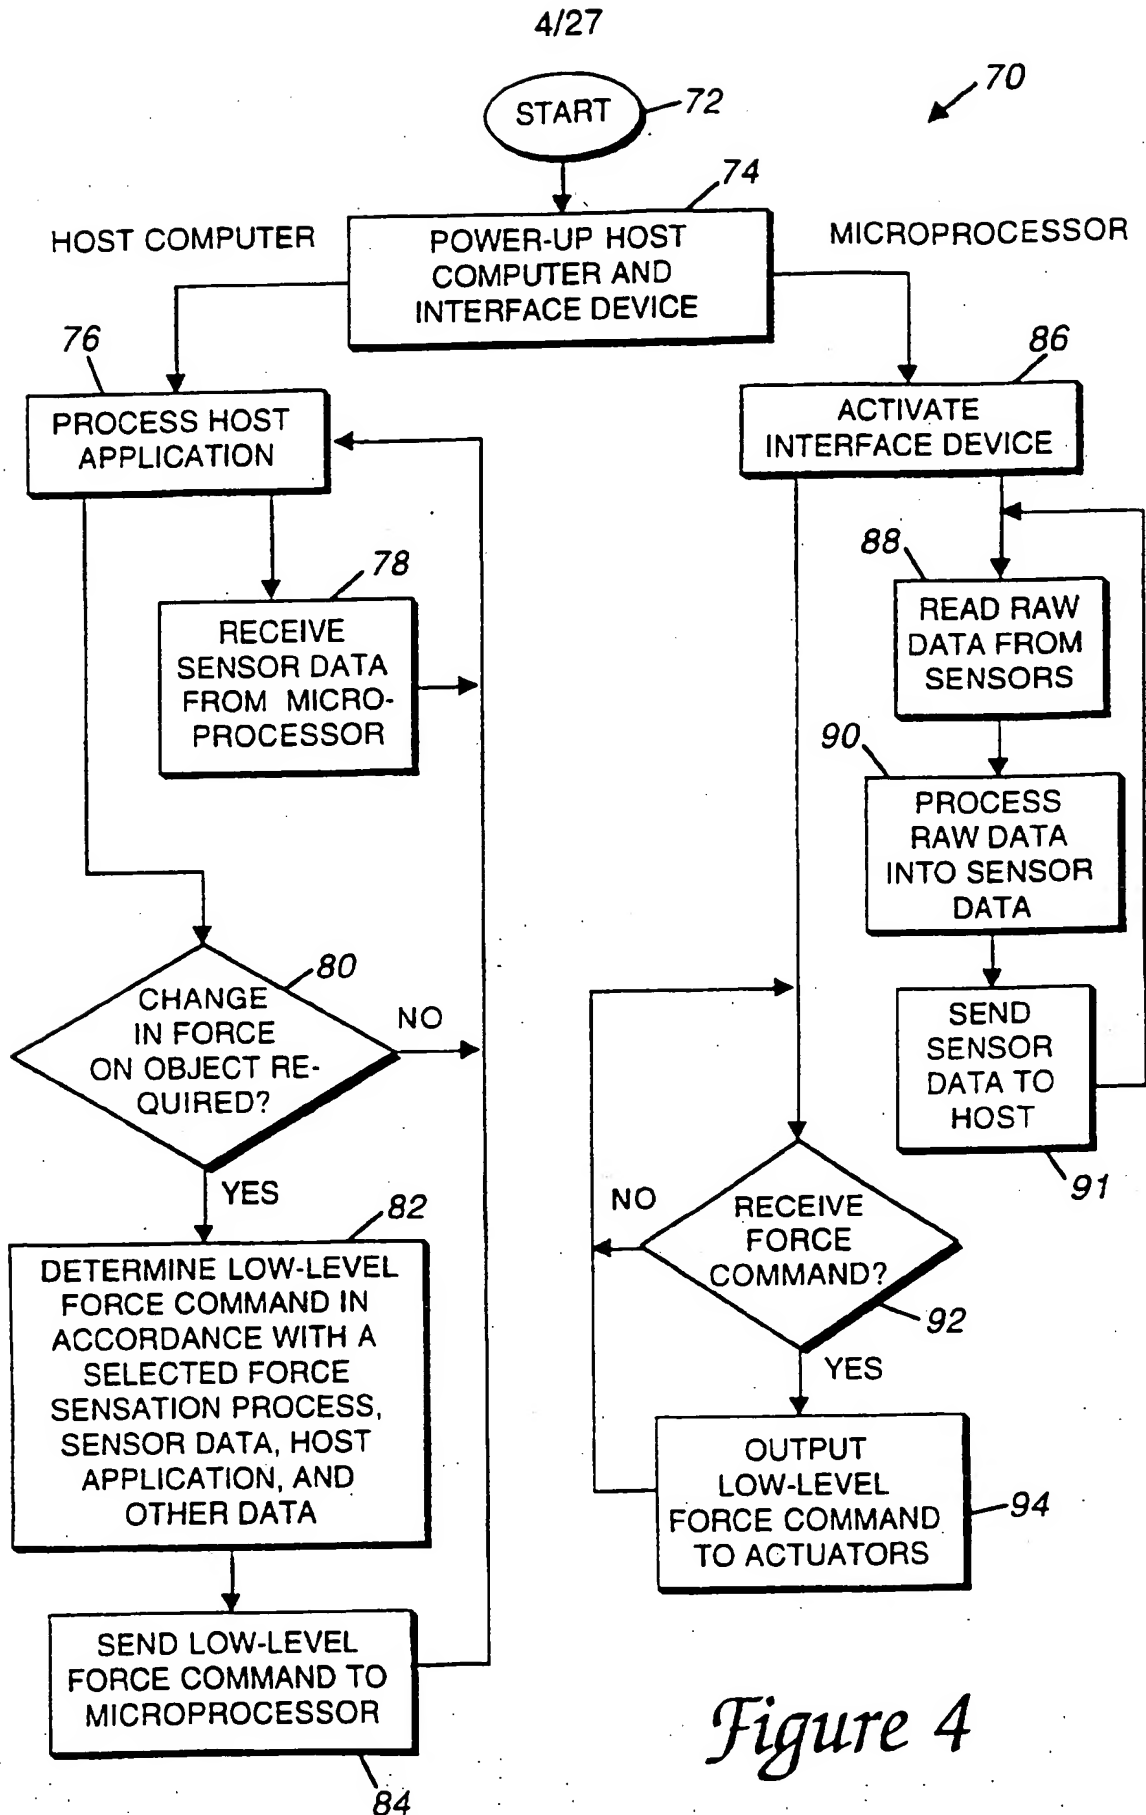 4/27
70
START
72
74
HOST COMPUTER
POWER-UP HOST
COMPUTER AND
INTERFACE DEVICE
MICROPROCESSOR
76
PROCESS HOST
APPLICATION
86
ACTIVATE
INTERFACE DEVICE
78
RECEIVE
SENSOR DATA
FROM MICRO-
PROCESSOR
88
READ RAW
DATA FROM
SENSORS
90
PROCESS
RAW DATA
INTO SENSOR
DATA
80
CHANGE
IN FORCE
ON OBJECT RE-
QUIRED?
NO
YES
SEND
SENSOR
DATA TO
HOST
91
82
DETERMINE LOW-LEVEL
FORCE COMMAND IN
ACCORDANCE WITH A
SELECTED FORCE
SENSATION PROCESS,
SENSOR DATA, HOST
APPLICATION, AND
OTHER DATA
NO
RECEIVE
FORCE
COMMAND?
92
YES
OUTPUT
LOW-LEVEL
FORCE COMMAND
TO ACTUATORS
94
SEND LOW-LEVEL
FORCE COMMAND TO
MICROPROCESSOR
84
Figure 4